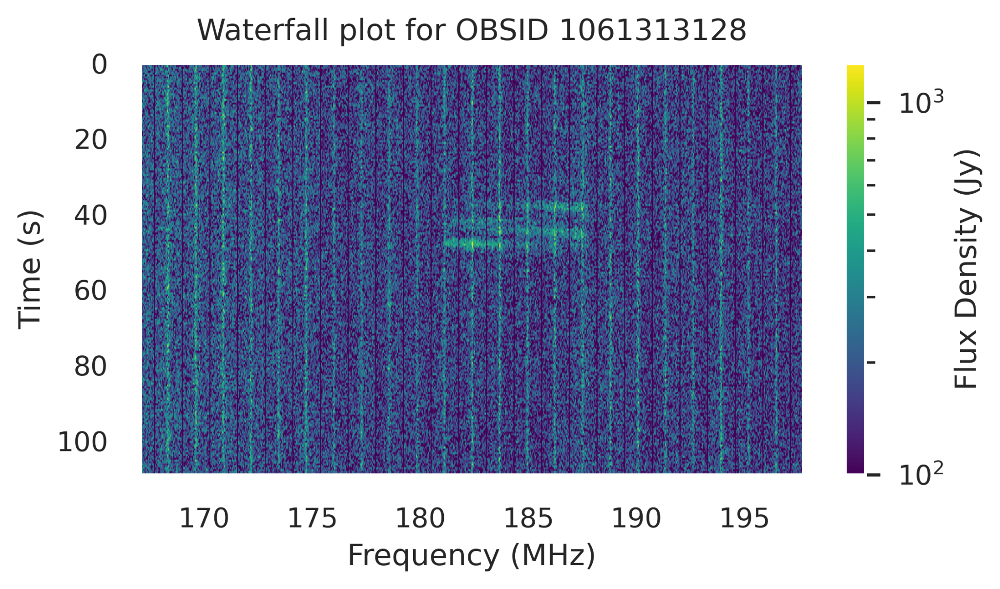 Waterfall plot for OBSID 1061313128
0
20
40
60
80
100
Time (s)
170 175 180 185 190 195
Frequency (MHz)
10³
10²
Flux Density (Jy)